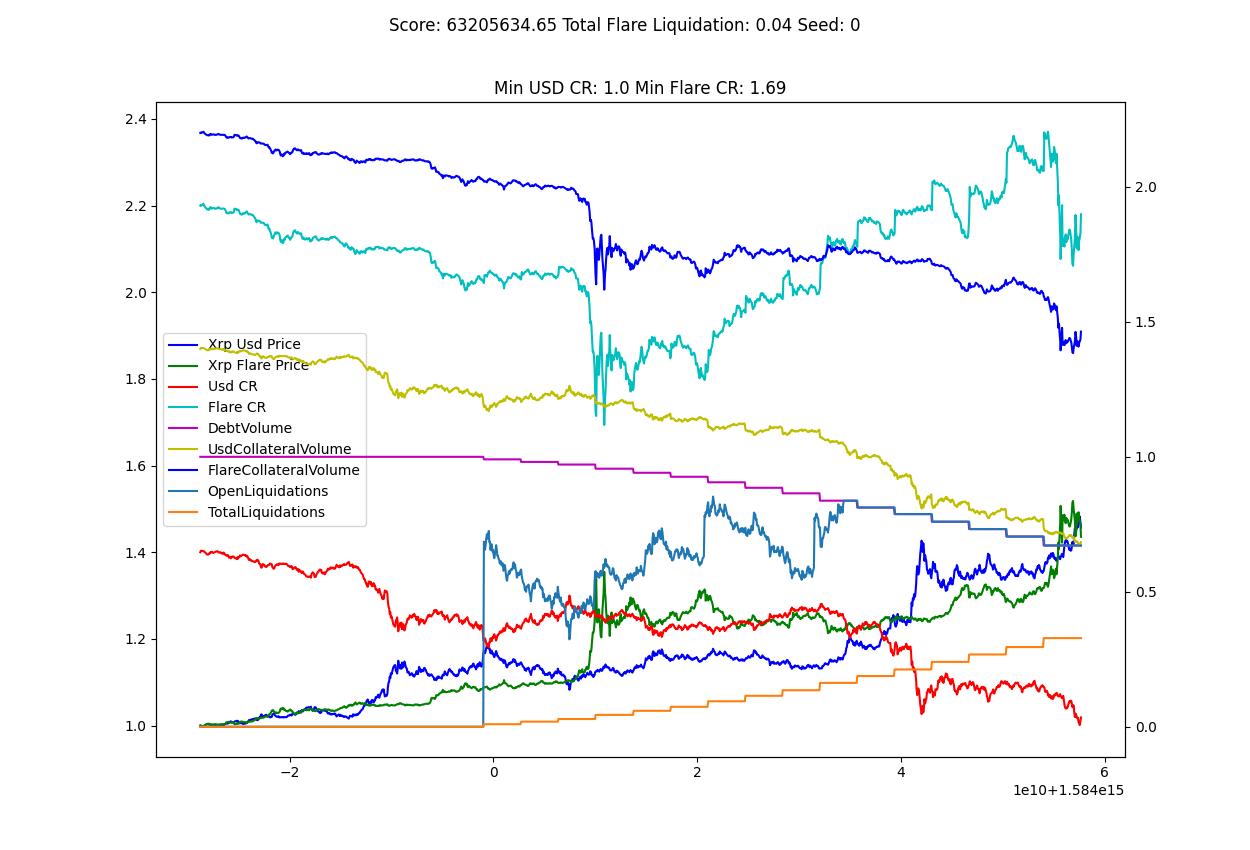 Score: 63205634.65 Total Flare Liquidation: 0.04 Seed: 0
Min USD CR: 1.0 Min Flare CR: 1.69
2.4
2.2
2.0
1.8
1.6
1.4
1.2
1.0
2.0
1.5
1.0
0.5
0.0
Xrp Usd Price
Xrp Flare Price
Usd CR
Flare CR
DebtVolume
UsdCollateralVolume
FlareCollateralVolume
OpenLiquidations
TotalLiquidations
−2 0 2 4 6
1e10+1.584e15